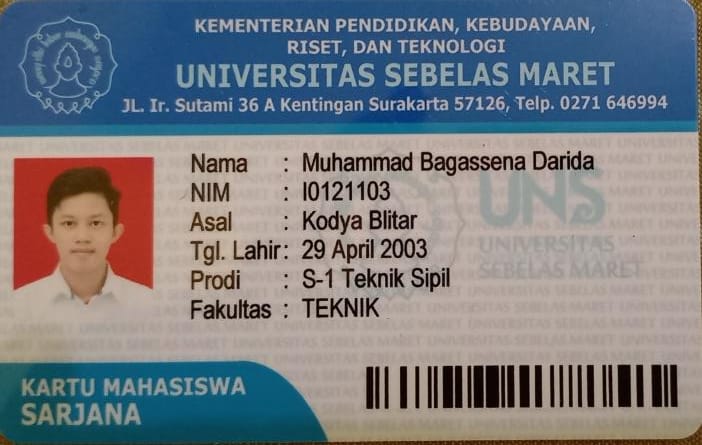 KEMENTERIAN PENDIDIKAN, KEBUDAYAAN,
RISET, DAN TEKNOLOGI
UNIVERSITAS SEBELAS MARET
JL. Ir. Sutami 36 A Kentingan Surakarta 57126, Telp. 0271 646994
Nama : Muhammad Bagassena Darida
NIM : I0121103
Asal : Kodya Blitar
Tgl. Lahir: 29 April 2003
Prodi : S-1 Teknik Sipil
Fakultas : TEKNIK
UNS
UNIVERSITAS
SEBELAS MARET
KARTU MAHASISWA
SARJANA